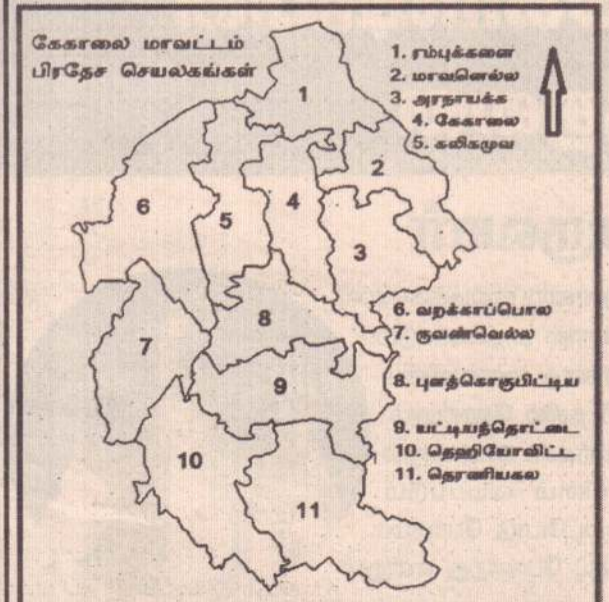 கேகாலை மாவட்டம்
பிரதேச செயலகங்கள்
1. ரம்புக்கனை
2. மாவனெல்ல
3. அரநாயக்க
4. கேகாலை
5. கலிகமுவ
1
2
3
4
5
6
6. வறக்காப்பொல
7. ருவண்வெல்ல
7
8
8. புளத்கொகுபிட்டிய
9
9. யட்டியந்தொட்டை
10. தெஹியோவிட்ட
11. தெரணியகல
10
11